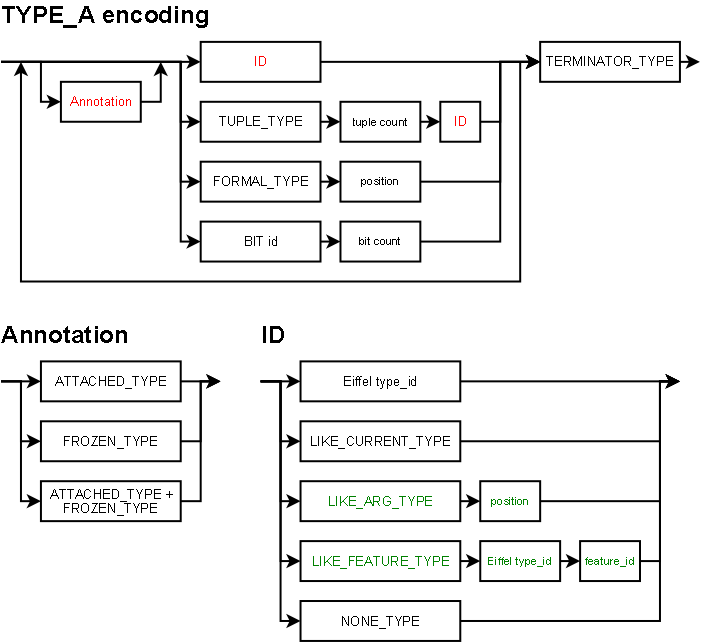 TYPE_A encoding
ID
TERMINATOR_TYPE
Annotation
TUPLE_TYPE
tuple count
ID
FORMAL_TYPE
position
BIT id
bit count
Annotation
ATTACHED_TYPE
FROZEN_TYPE
ATTACHED_TYPE +
FROZEN_TYPE
ID
Eiffel type_id
LIKE_CURRENT_TYPE
LIKE_ARG_TYPE
position
LIKE_FEATURE_TYPE
Eiffel type_id
feature_id
NONE_TYPE